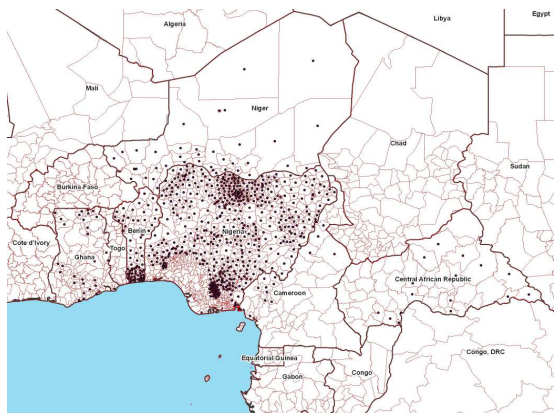 Egypt
Libya
Algeria
Mali
Niger
Chad
Sudan
Burkina Faso
Benin
Nigeria
Togo
Cote d'Ivory
Ghana
Central African Republic
Cameroon
Equatorial Guinea
Congo, DRC
Gabon
Congo